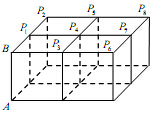 P₂ P₅ P₈
P₁ P₄ P₇
B P₃ P₆
A